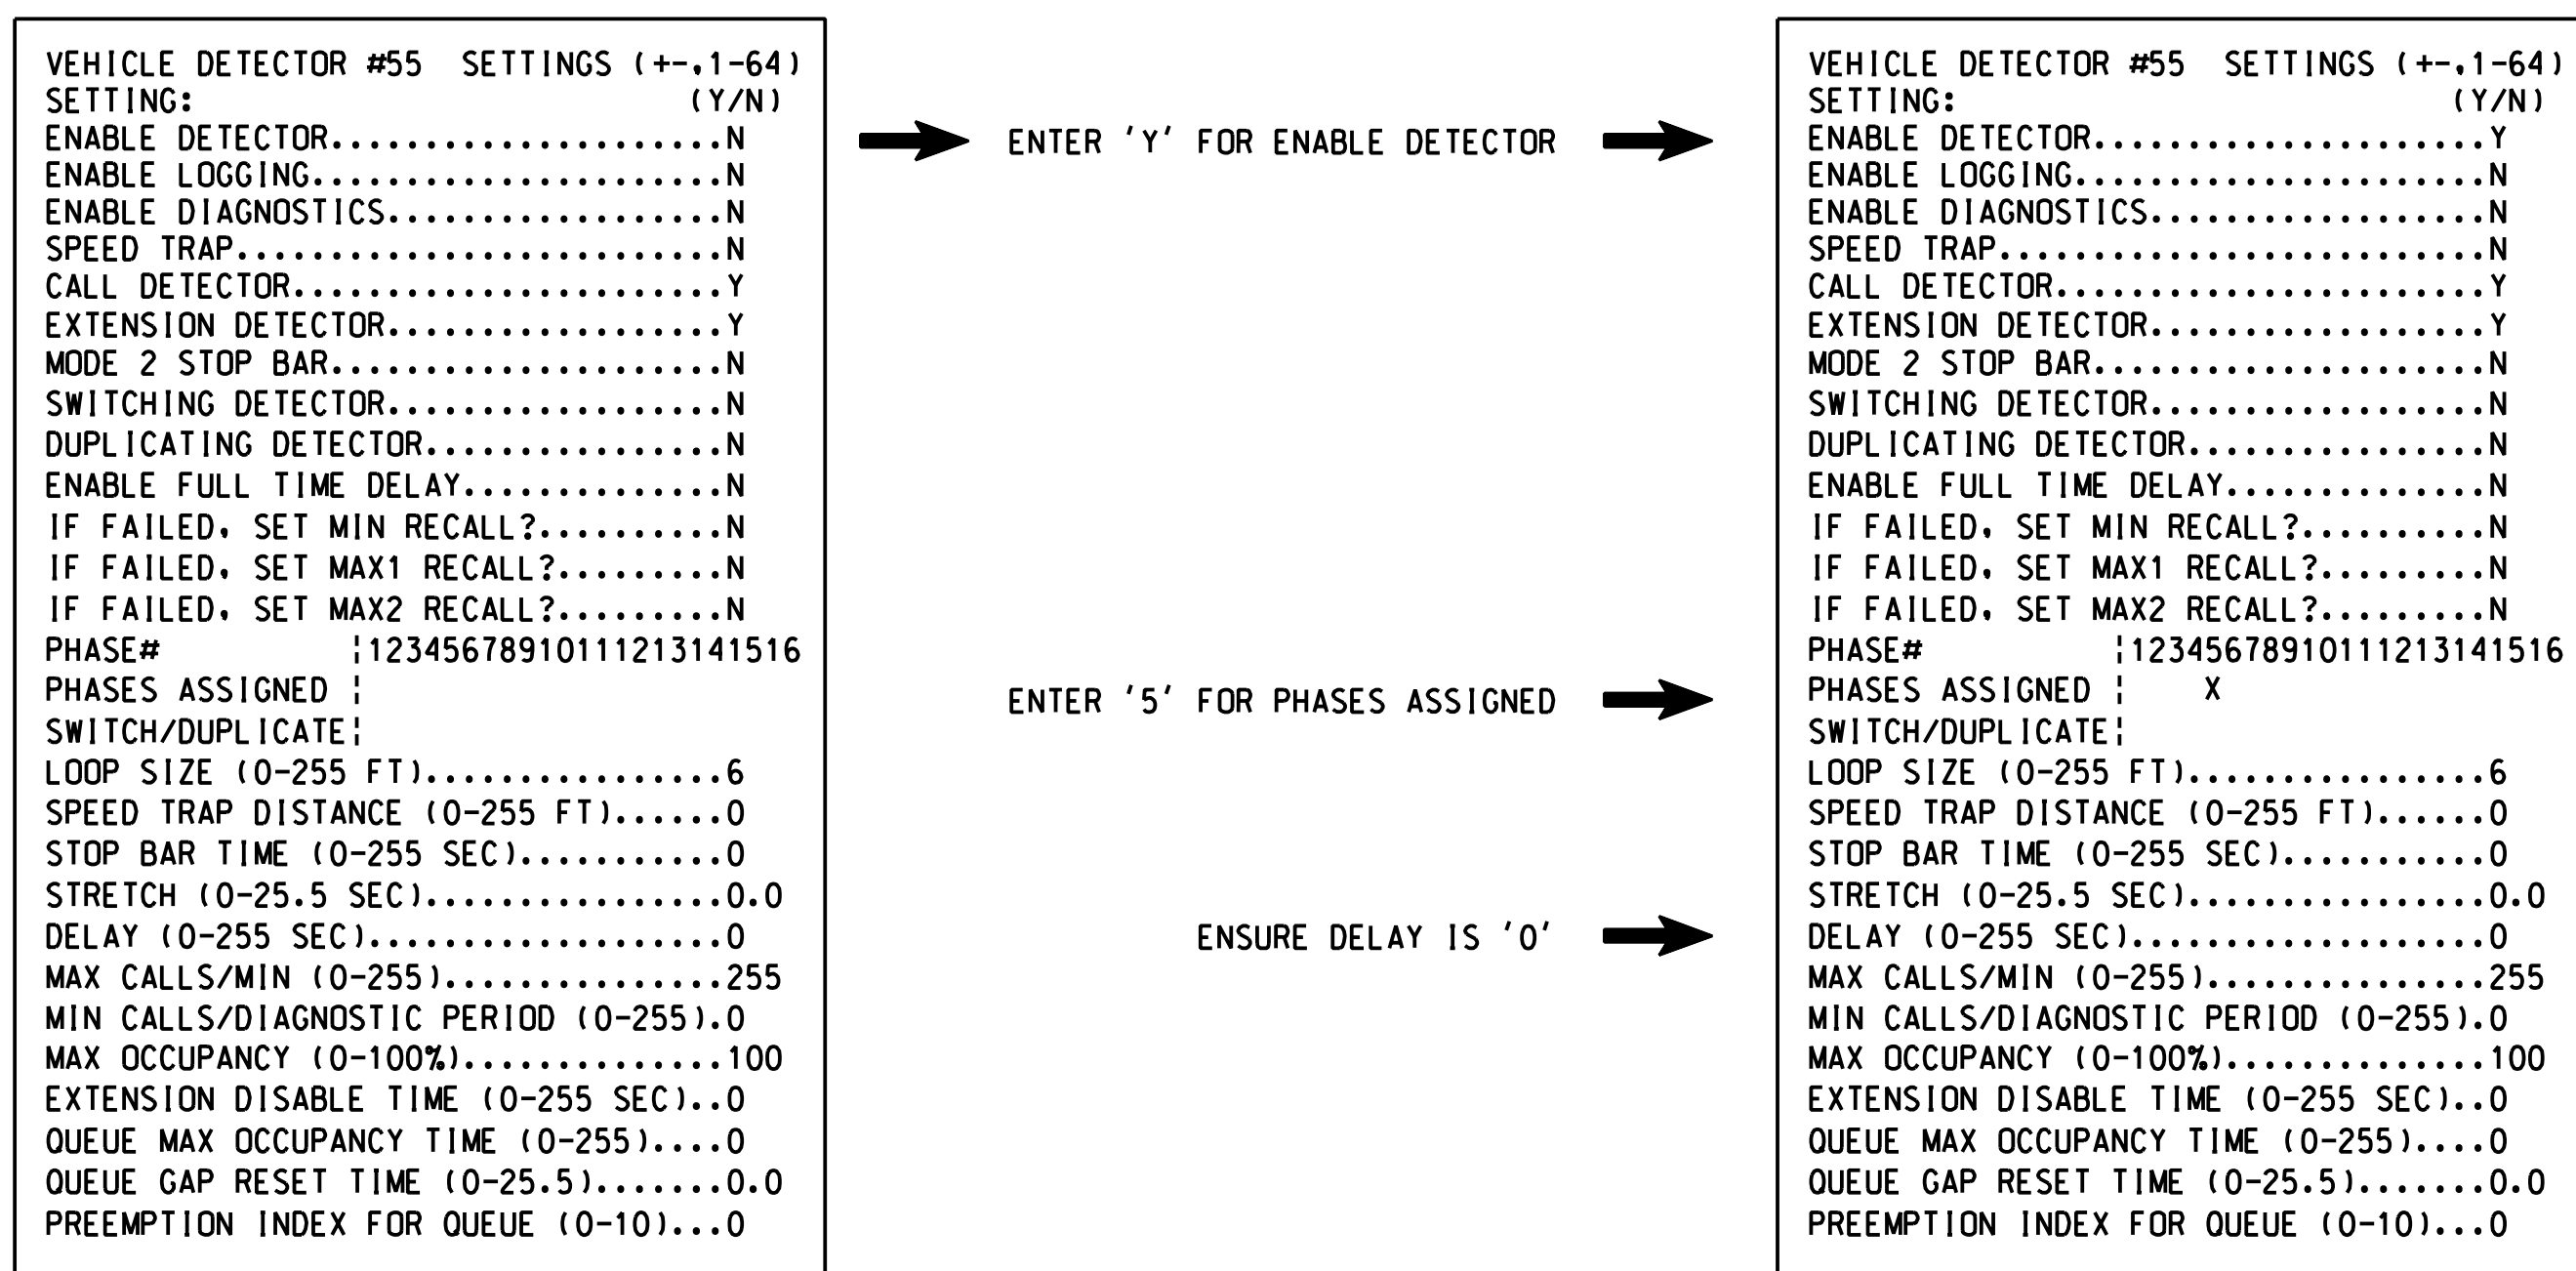 VEHICLE DETECTOR #55  SETTINGS (+-,1-64)
SETTING:                          (Y/N)
ENABLE DETECTOR.....................N
ENABLE LOGGING......................N
ENABLE DIAGNOSTICS..................N
SPEED TRAP..........................N
CALL DETECTOR.......................Y
EXTENSION DETECTOR..................Y
MODE 2 STOP BAR.....................N
SWITCHING DETECTOR..................N
DUPLICATING DETECTOR................N
ENABLE FULL TIME DELAY..............N
IF FAILED, SET MIN RECALL?..........N
IF FAILED, SET MAX1 RECALL?.........N
IF FAILED, SET MAX2 RECALL?.........N
PHASE#          ¦12345678910111213141516
PHASES ASSIGNED ¦
SWITCH/DUPLICATE¦
LOOP SIZE (0-255 FT)................6
SPEED TRAP DISTANCE (0-255 FT)......0
STOP BAR TIME (0-255 SEC)...........0
STRETCH (0-25.5 SEC)................0.0
DELAY (0-255 SEC)...................0
MAX CALLS/MIN (0-255)...............255
MIN CALLS/DIAGNOSTIC PERIOD (0-255).0
MAX OCCUPANCY (0-100%)..............100
EXTENSION DISABLE TIME (0-255 SEC)..0
QUEUE MAX OCCUPANCY TIME (0-255)....0
QUEUE GAP RESET TIME (0-25.5).......0.0
PREEMPTION INDEX FOR QUEUE (0-10)...0
ENTER 'Y' FOR ENABLE DETECTOR
ENTER '5' FOR PHASES ASSIGNED
ENSURE DELAY IS '0'
VEHICLE DETECTOR #55  SETTINGS (+-,1-64)
SETTING:                          (Y/N)
ENABLE DETECTOR.....................Y
ENABLE LOGGING......................N
ENABLE DIAGNOSTICS..................N
SPEED TRAP..........................N
CALL DETECTOR.......................Y
EXTENSION DETECTOR..................Y
MODE 2 STOP BAR.....................N
SWITCHING DETECTOR..................N
DUPLICATING DETECTOR................N
ENABLE FULL TIME DELAY..............N
IF FAILED, SET MIN RECALL?..........N
IF FAILED, SET MAX1 RECALL?.........N
IF FAILED, SET MAX2 RECALL?.........N
PHASE#          ¦12345678910111213141516
PHASES ASSIGNED ¦    X
SWITCH/DUPLICATE¦
LOOP SIZE (0-255 FT)................6
SPEED TRAP DISTANCE (0-255 FT)......0
STOP BAR TIME (0-255 SEC)...........0
STRETCH (0-25.5 SEC)................0.0
DELAY (0-255 SEC)...................0
MAX CALLS/MIN (0-255)...............255
MIN CALLS/DIAGNOSTIC PERIOD (0-255).0
MAX OCCUPANCY (0-100%)..............100
EXTENSION DISABLE TIME (0-255 SEC)..0
QUEUE MAX OCCUPANCY TIME (0-255)....0
QUEUE GAP RESET TIME (0-25.5).......0.0
PREEMPTION INDEX FOR QUEUE (0-10)...0